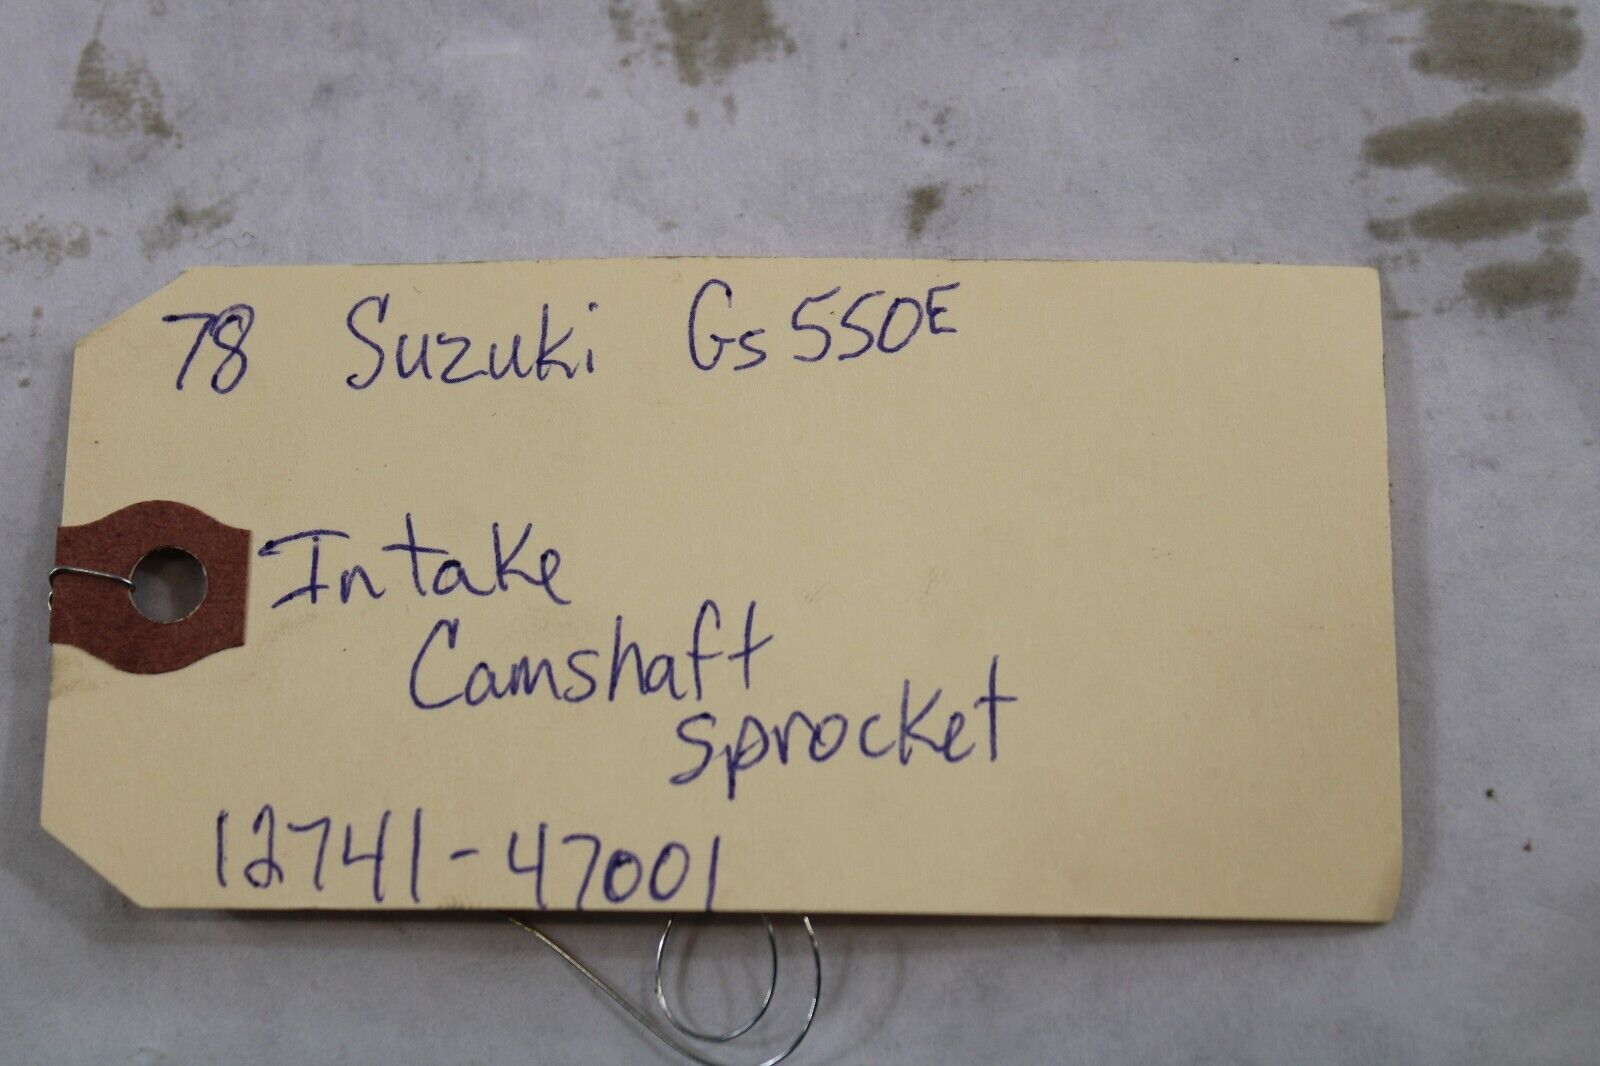 78 Suzuki Gs550E
Intake
Camshaft
sprocket
12741-47001